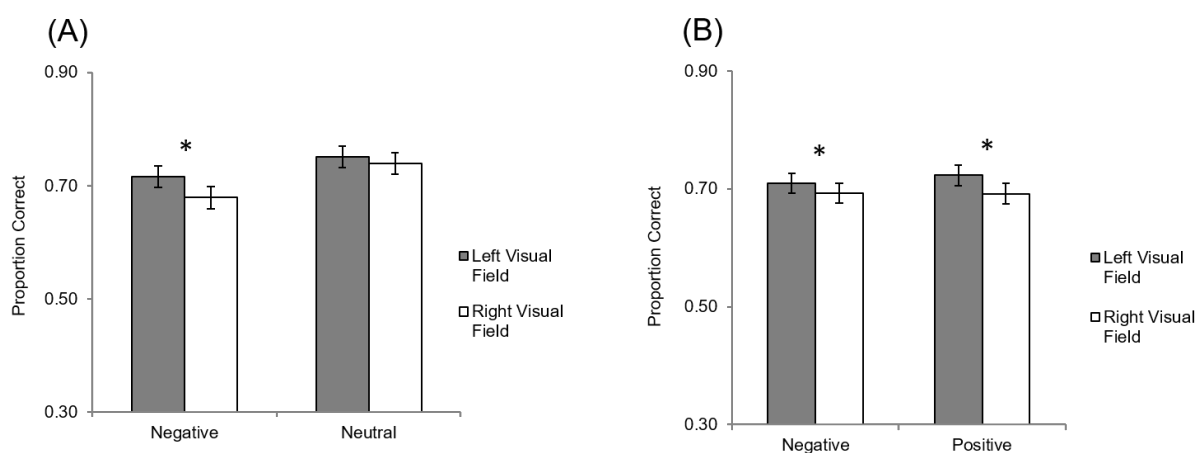 (A)
0.90
0.70
0.50
0.30
Proportion Correct
*
Negative
Neutral
Left Visual
Field
Right Visual
Field
(B)
0.90
0.70
0.50
0.30
Proportion Correct
*
*
Negative
Positive
Left Visual
Field
Right Visual
Field